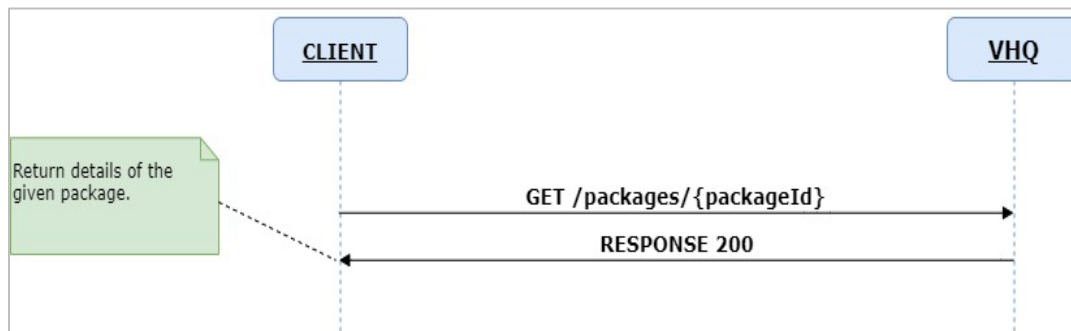 CLIENT
VHQ
Return details of the
given package.
GET /packages/{packageId}
RESPONSE 200